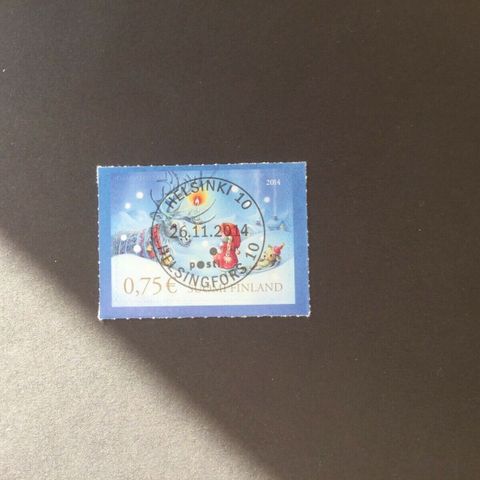 2014
HELSINKI 10
26.11.2014
posti
HELSINGFORS 10
0,75 €
SUOMI FINLAND